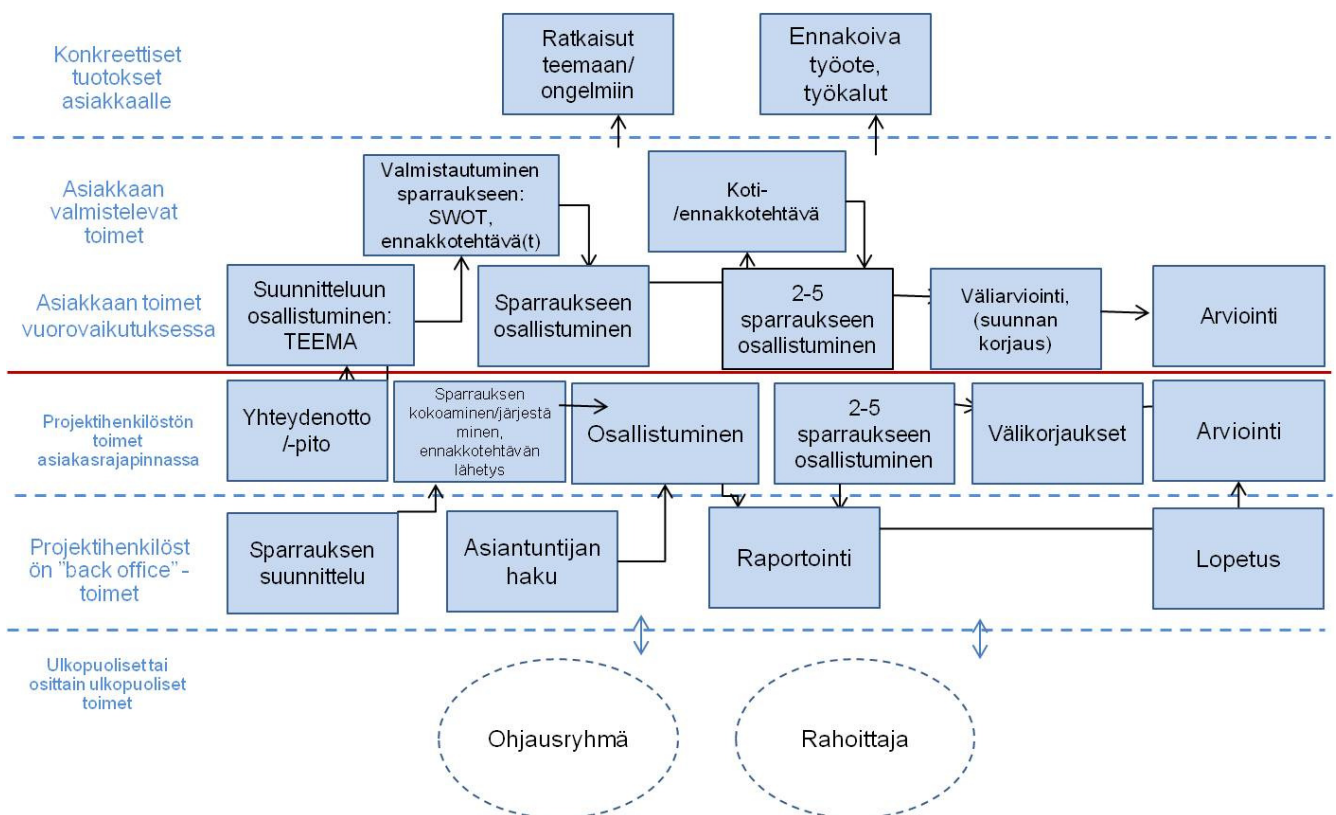 Konkreettiset
tuotokset
asiakkaalle
Ratkaisut
teemaan/
ongelmiin
Ennakoiva
työote,
työkalut
Asiakkaan
valmistelevat
toimet
Valmistautuminen
sparraukseen:
SWOT,
ennakkotehtävä(t)
Koti-
/ennakkotehtävä
Asiakkaan toimet
vuorovaikutuksessa
Suunnitteluun
osallistuminen:
TEEMA
Sparraukseen
osallistuminen
2-5
sparraukseen
osallistuminen
Väliarviointi,
(suunnan
korjaus)
Arviointi
Projektihenkilöstön
toimet
asiakasrajapinnassa
Yhteydenotto
/-pito
Sparrauksen
kokoaminen/järjestä
minen,
ennakkotehtävän
lähetys
Osallistuminen
2-5
sparraukseen
osallistuminen
Välikorjaukset
Arviointi
Projektihenkilöst
ön "back office" -
toimet
Sparrauksen
suunnittelu
Asiantuntijan
haku
Raportointi
Lopetus
Ulkopuoliset tai
osittain ulkopuoliset
toimet
Ohjausryhmä
Rahoittaja